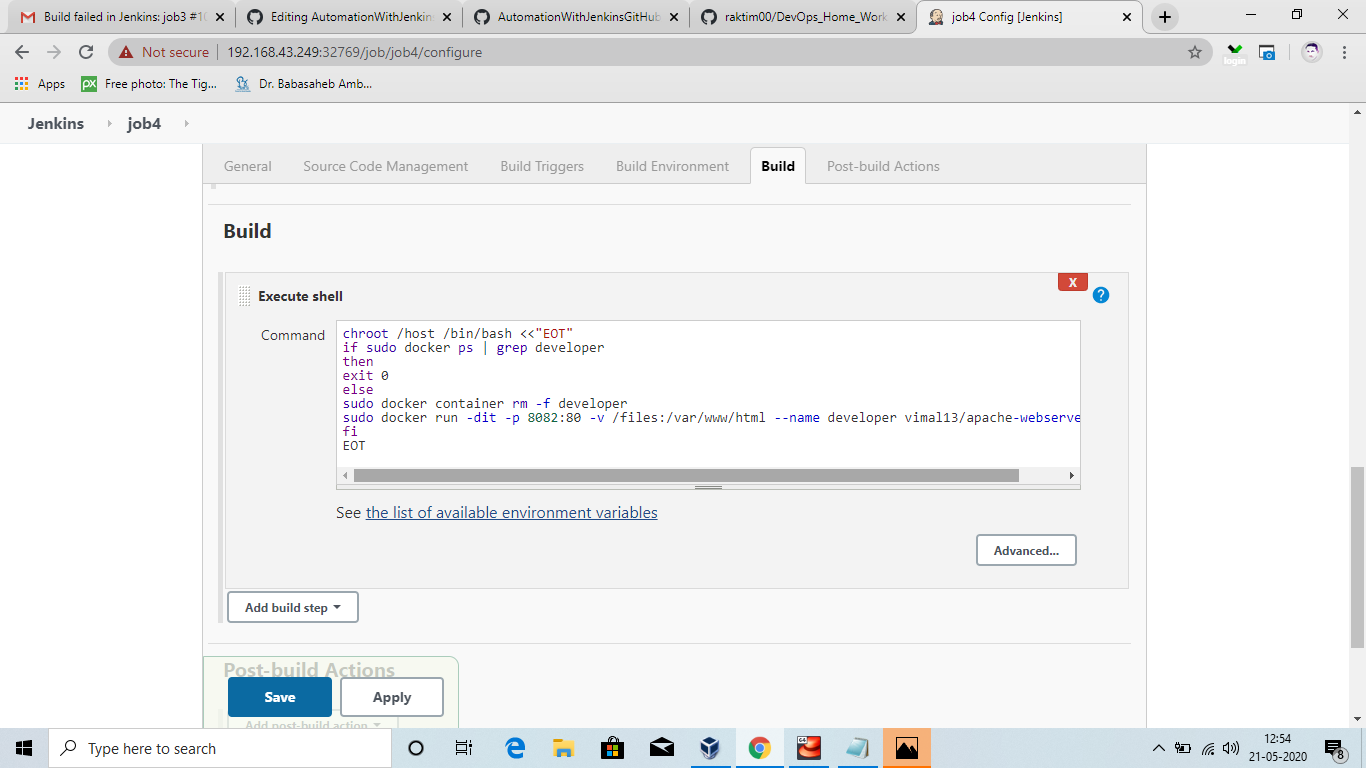 Build failed in Jenkins: job3 #10
Editing AutomationWithJenkin
AutomationWithJenkinsGitHub
raktim00/DevOps_Home_Work
job4 Config [Jenkins]
Not secure
192.168.43.249:32769/job/job4/configure
login
Apps
Free photo: The Tig...
Dr. Babasaheb Amb...
Jenkins
job4
General
Source Code Management
Build Triggers
Build Environment
Build
Post-build Actions
Build
X
Execute shell
?
Command
chroot /host /bin/bash <<"EOT"
if sudo docker ps | grep developer
then
exit 0
else
sudo docker container rm -f developer
sudo docker run -dit -p 8082:80 -v /files:/var/www/html --name developer vimal13/apache-webserve
fi
EOT
See the list of available environment variables
Advanced...
Add build step
Post-build Actions
Save
Apply
Add post-build action
Type here to search
64
12:54
21-05-2020
8